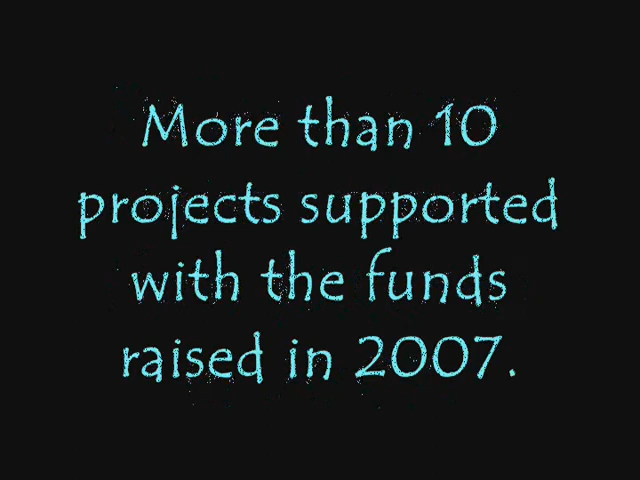 More than 10
projects supported
with the funds
raised in 2007.